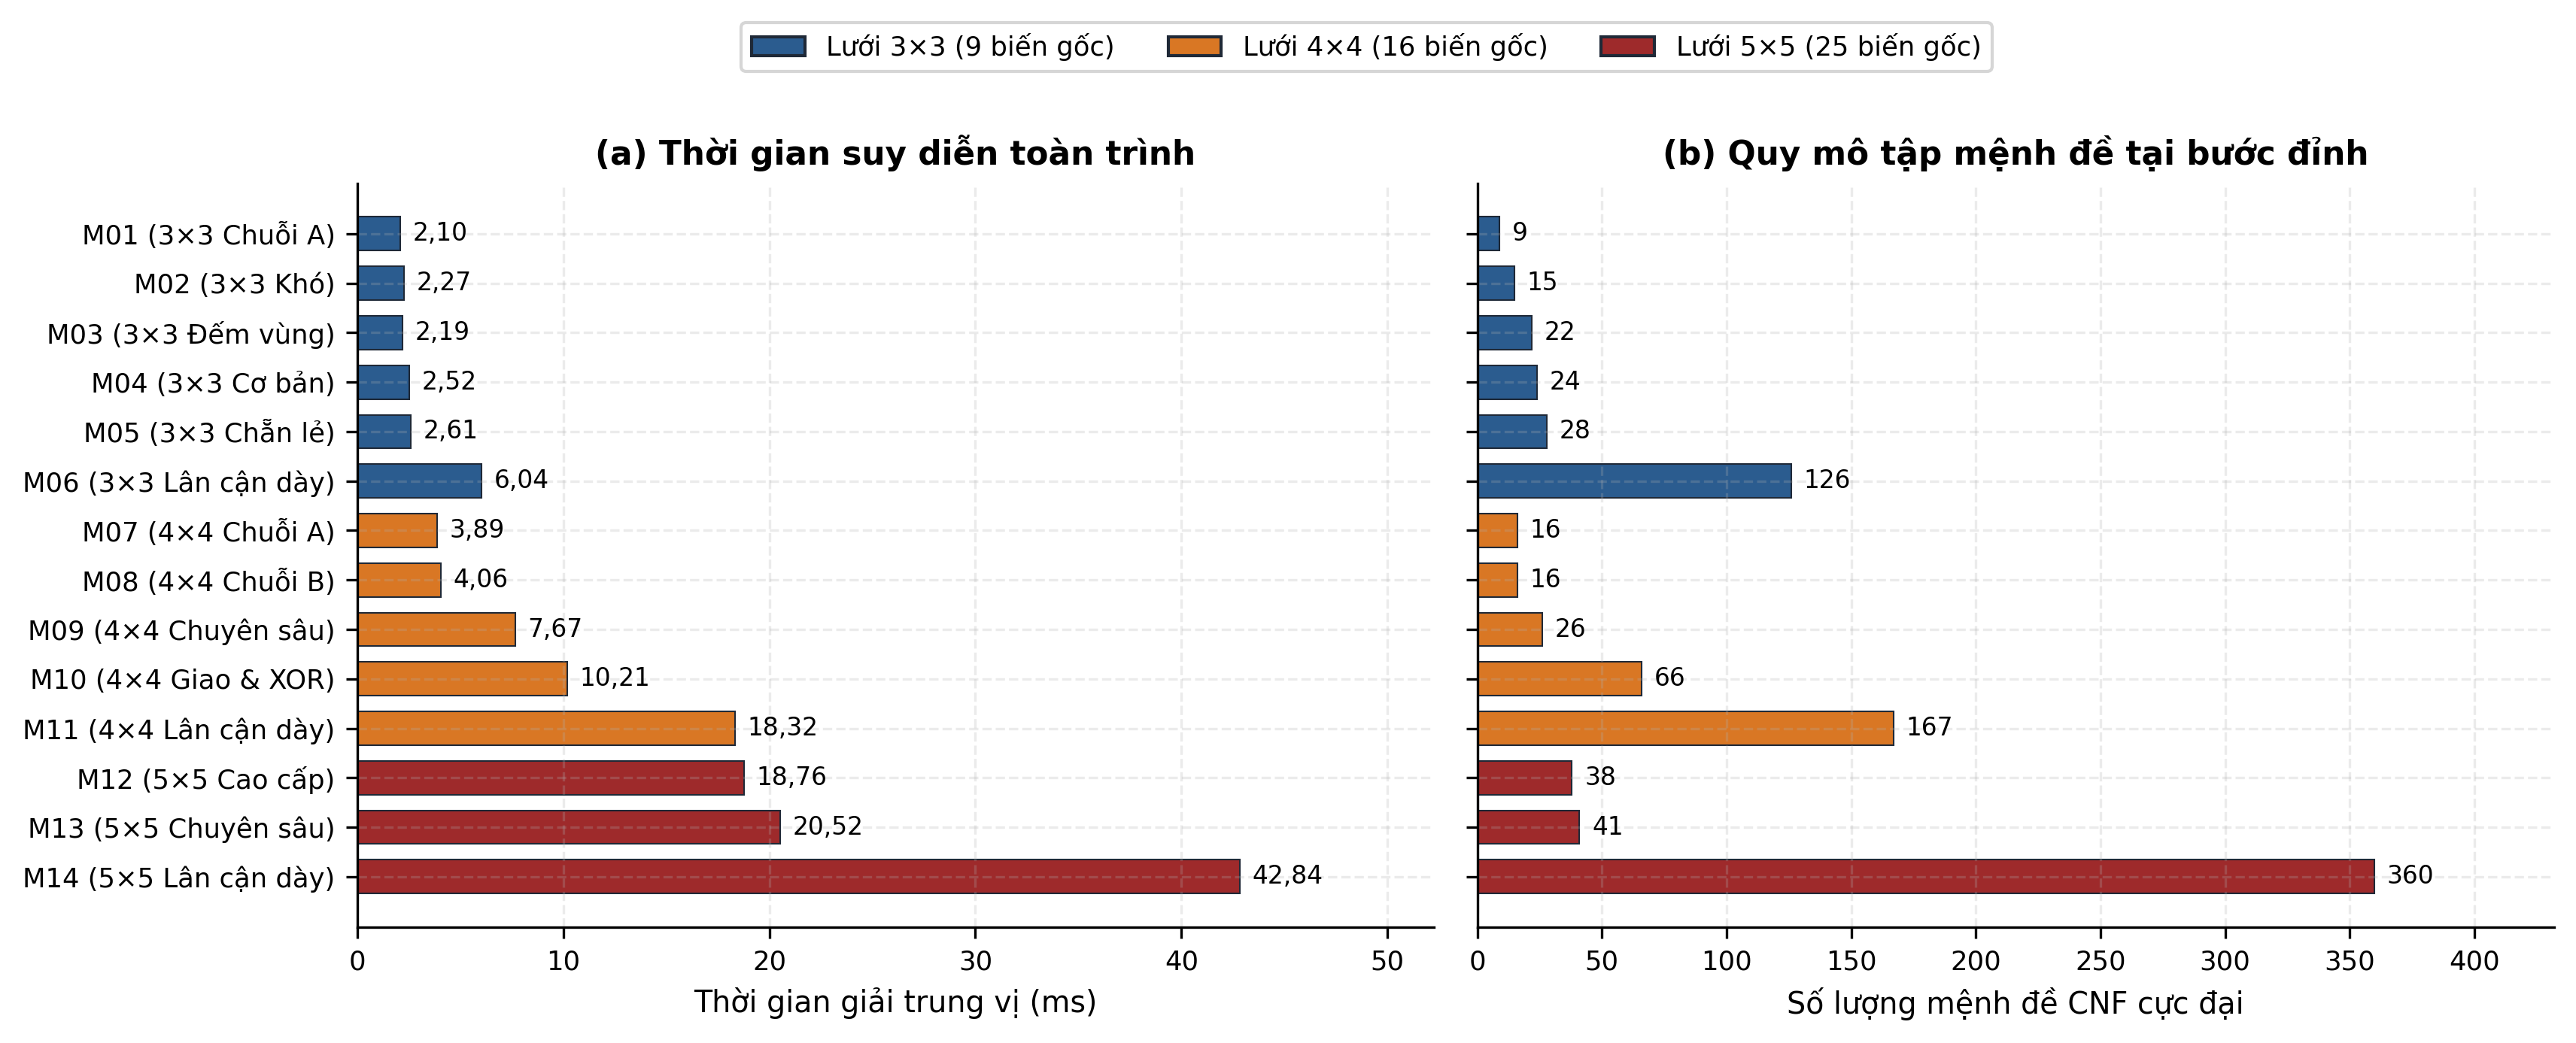 Lưới 3×3 (9 biến gốc) Lưới 4×4 (16 biến gốc) Lưới 5×5 (25 biến gốc)
(a) Thời gian suy diễn toàn trình
M01 (3×3 Chuỗi A) 2,10
M02 (3×3 Khó) 2,27
M03 (3×3 Đếm vùng) 2,19
M04 (3×3 Cơ bản) 2,52
M05 (3×3 Chẵn lẻ) 2,61
M06 (3×3 Lân cận dày) 6,04
M07 (4×4 Chuỗi A) 3,89
M08 (4×4 Chuỗi B) 4,06
M09 (4×4 Chuyên sâu) 7,67
M10 (4×4 Giao & XOR) 10,21
M11 (4×4 Lân cận dày) 18,32
M12 (5×5 Cao cấp) 18,76
M13 (5×5 Chuyên sâu) 20,52
M14 (5×5 Lân cận dày) 42,84
0 10 20 30 40 50
Thời gian giải trung vị (ms)
(b) Quy mô tập mệnh đề tại bước đỉnh
9
15
22
24
28
126
16
16
26
66
167
38
41
360
0 50 100 150 200 250 300 350 400
Số lượng mệnh đề CNF cực đại